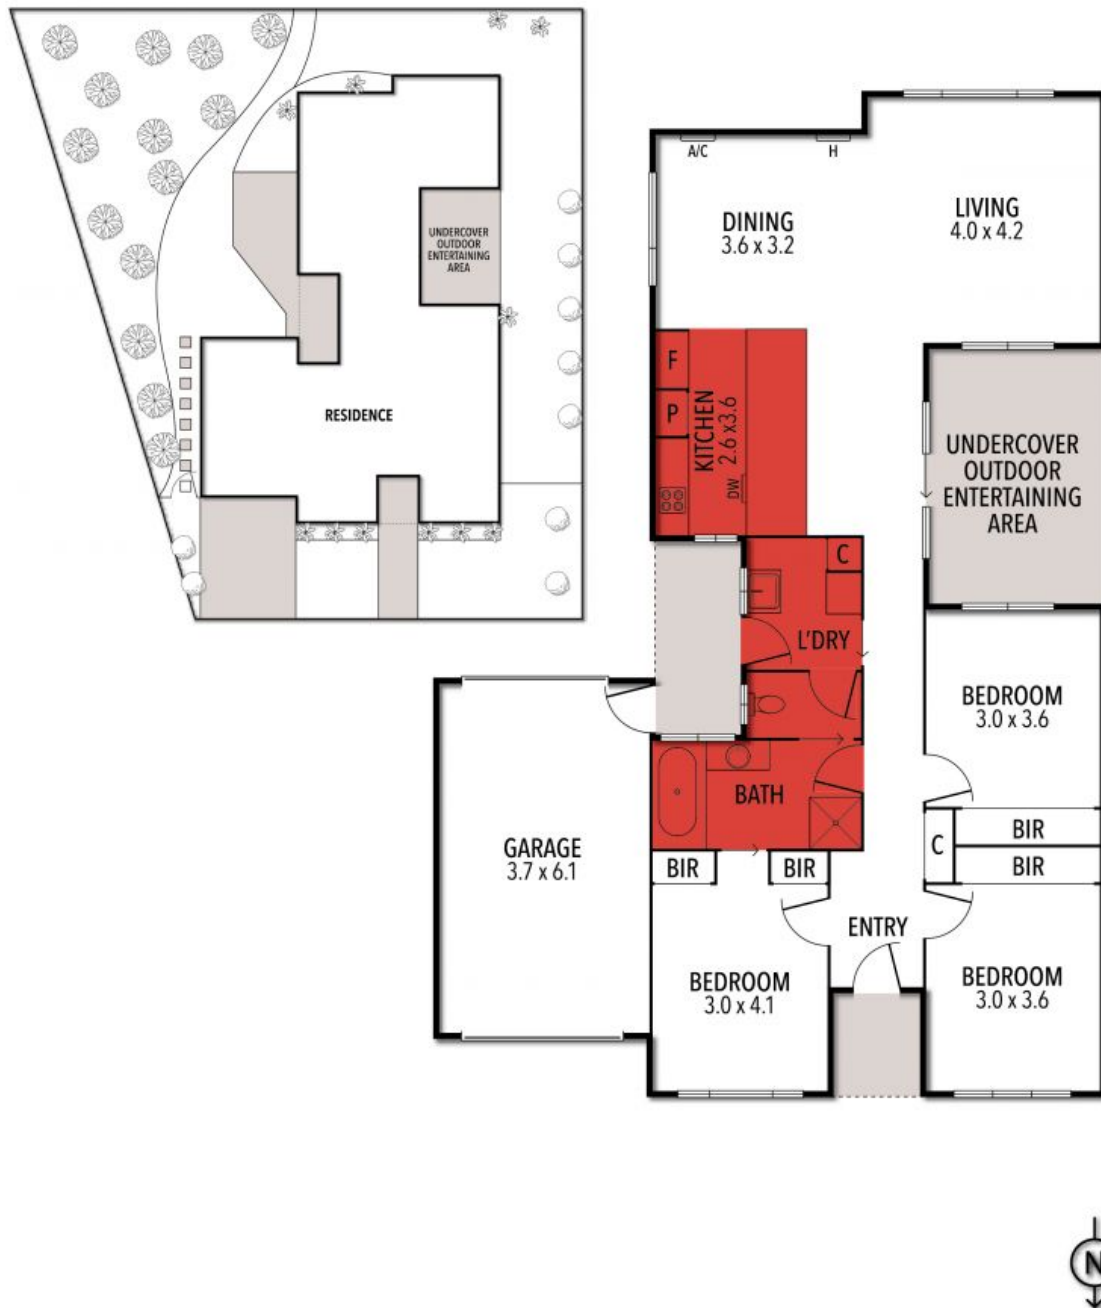 UNDERCOVER
OUTDOOR
ENTERTAINING
AREA
RESIDENCE
A/C
H
DINING
3.6 x 3.2
LIVING
4.0 x 4.2
F
P
KITCHEN
2.6 x3.6
DW
UNDERCOVER
OUTDOOR
ENTERTAINING
AREA
C
L'DRY
BEDROOM
3.0 x 3.6
BATH
GARAGE
3.7 x 6.1
BIR
BIR
C
BIR
BIR
ENTRY
BEDROOM
3.0 x 4.1
BEDROOM
3.0 x 3.6
N